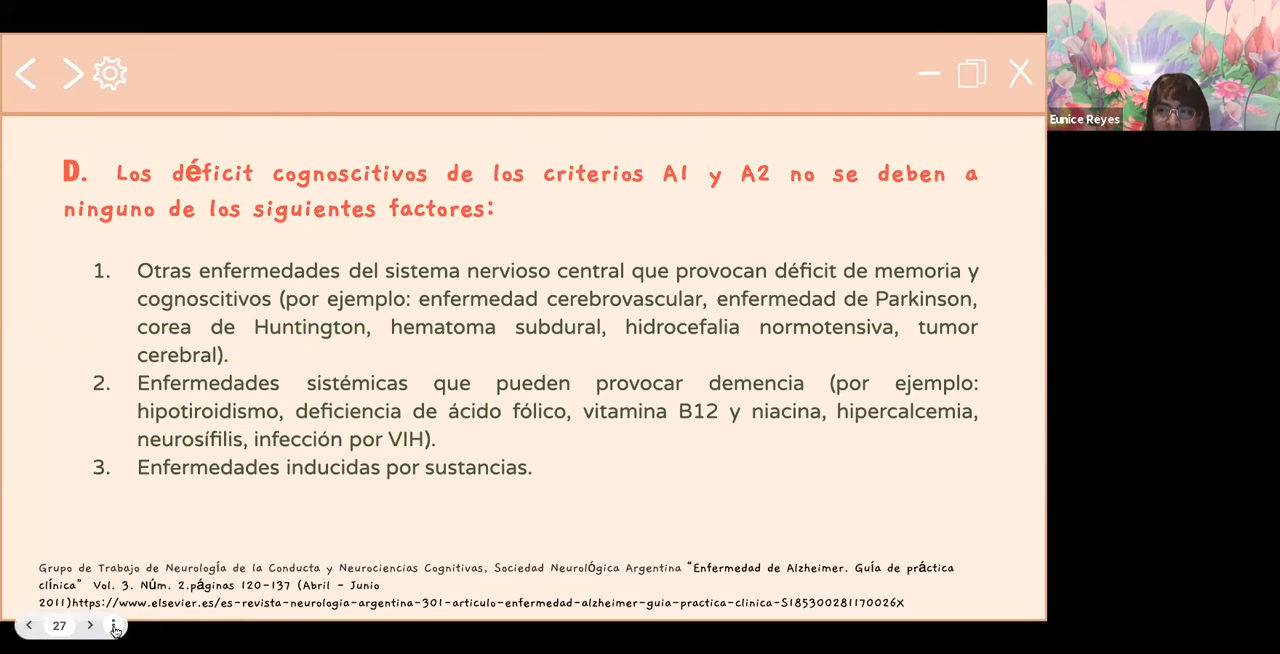 Eunice Reyes
D. Los déficit cognoscitivos de los criterios A1 y A2 no se deben a
ninguno de los siguientes factores:
1. Otras enfermedades del sistema nervioso central que provocan déficit de memoria y
cognoscitivos (por ejemplo: enfermedad cerebrovascular, enfermedad de Parkinson,
corea de Huntington, hematoma subdural, hidrocefalia normotensiva, tumor
cerebral).
2. Enfermedades sistémicas que pueden provocar demencia (por ejemplo:
hipotiroidismo, deficiencia de ácido fólico, vitamina B12 y niacina, hipercalcemia,
neurosífilis, infección por VIH).
3. Enfermedades inducidas por sustancias.
Grupo de Trabajo de Neurología de la Conducta y Neurociencias Cognitivas, Sociedad Neurológica Argentina "Enfermedad de Alzheimer. Guía de práctica
clínica" Vol. 3. Núm. 2.páginas 120-137 (Abril - Junio
2011)https://www.elsevier.es/es-revista-neurologia-argentina-301-articulo-enfermedad-alzheimer-guia-practica-clinica-S185300281170026X
27